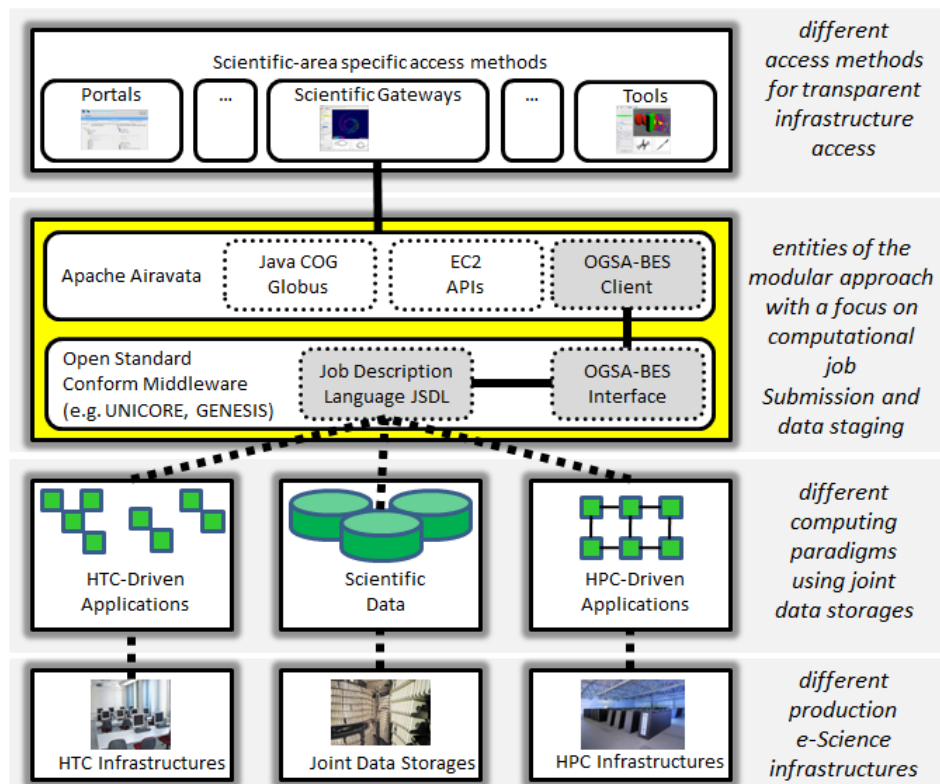 Scientific-area specific access methods
Portals
...
Scientific Gateways
...
Tools
different
access methods
for transparent
infrastructure
access
Apache Airavata
Java COG
Globus
EC2
APIs
OGSA-BES
Client
Open Standard
Conform Middleware
(e.g. UNICORE, GENESIS)
Job Description
Language JSDL
OGSA-BES
Interface
entities of the
modular approach
with a focus on
computational
job
Submission and
data staging
HTC-Driven
Applications
Scientific
Data
HPC-Driven
Applications
different
computing
paradigms
using joint
data storages
HTC Infrastructures
Joint Data Storages
HPC Infrastructures
different
production
e-Science
infrastructures